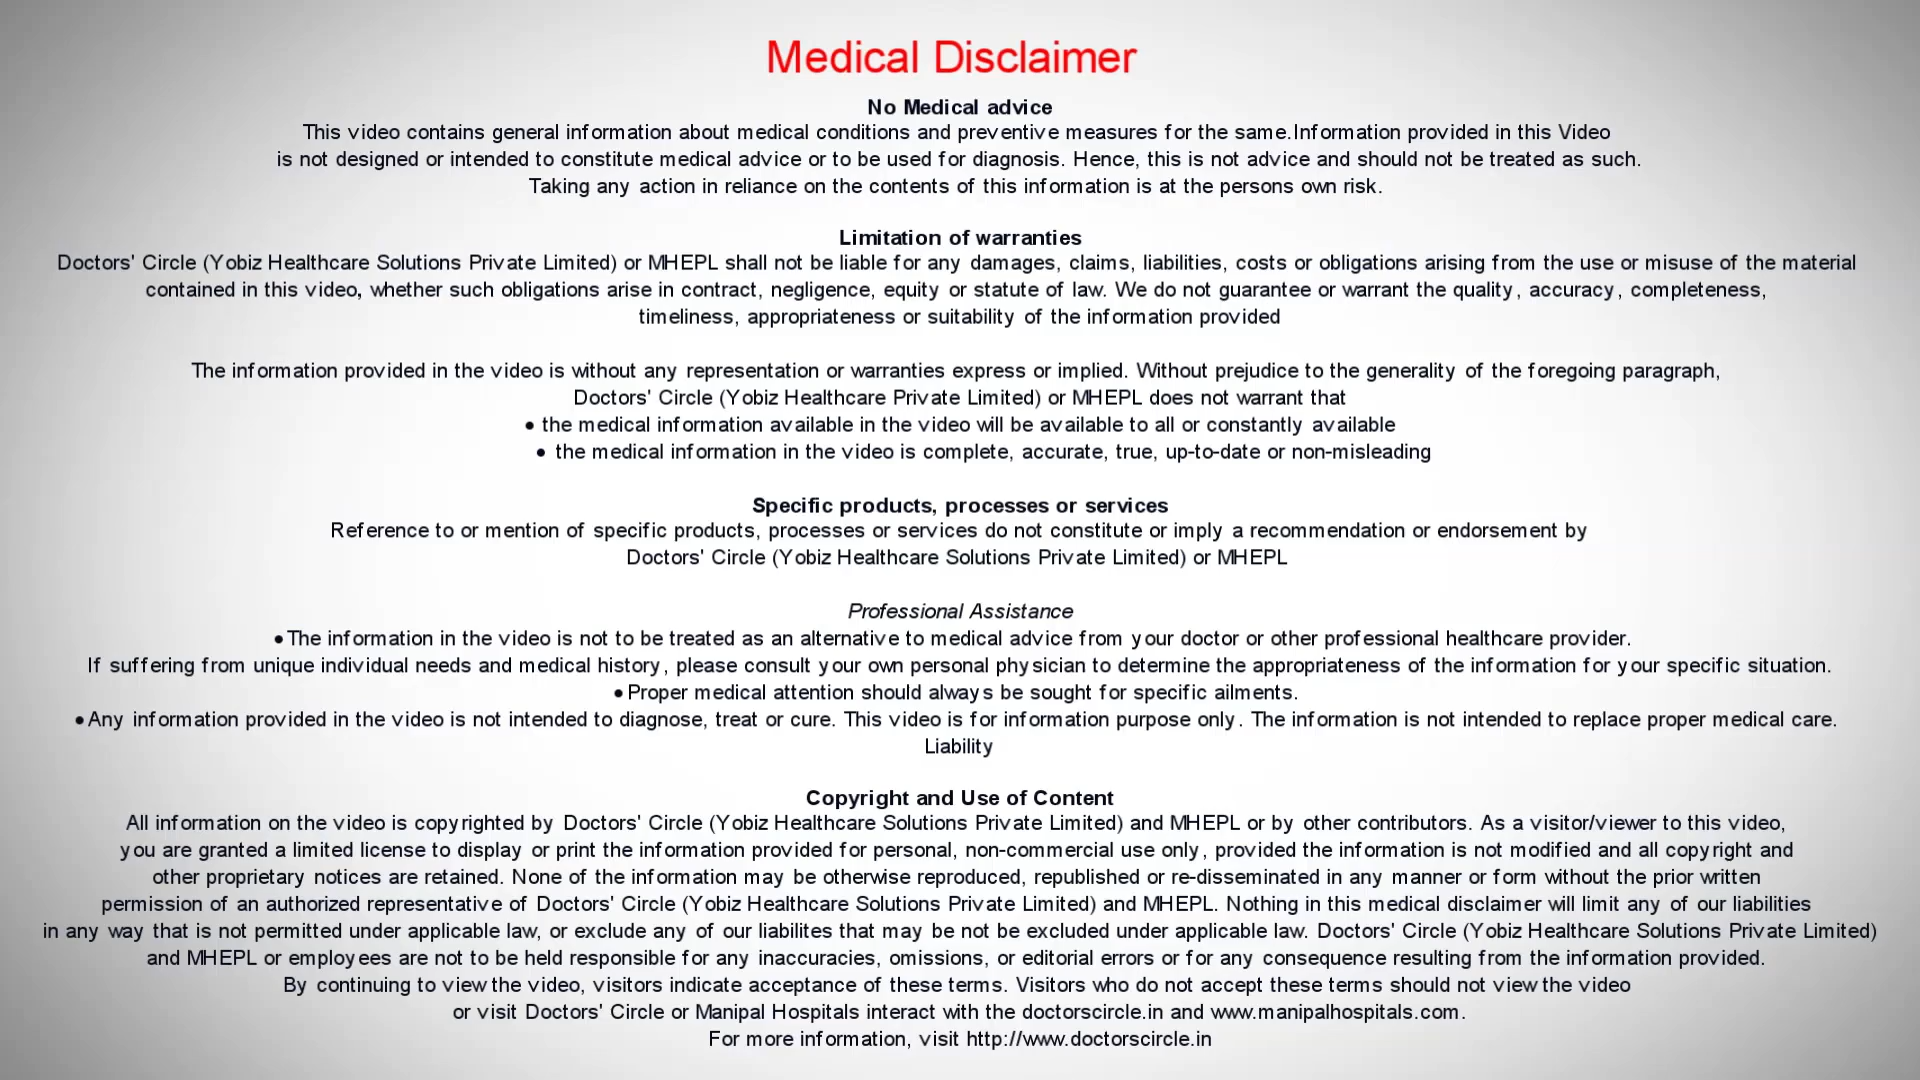 Medical Disclaimer
No Medical advice
This video contains general information about medical conditions and preventive measures for the same.Information provided in this Video
is not designed or intended to constitute medical advice or to be used for diagnosis. Hence, this is not advice and should not be treated as such.
Taking any action in reliance on the contents of this information is at the persons own risk.
Limitation of warranties
Doctors' Circle (Yobiz Healthcare Solutions Private Limited) or MHEPL shall not be liable for any damages, claims, liabilities, costs or obligations arising from the use or misuse of the material
contained in this video, whether such obligations arise in contract, negligence, equity or statute of law. We do not guarantee or warrant the quality, accuracy, completeness,
timeliness, appropriateness or suitability of the information provided
The information provided in the video is without any representation or warranties express or implied. Without prejudice to the generality of the foregoing paragraph,
Doctors' Circle (Yobiz Healthcare Private Limited) or MHEPL does not warrant that
• the medical information available in the video will be available to all or constantly available
• the medical information in the video is complete, accurate, true, up-to-date or non-misleading
Specific products, processes or services
Reference to or mention of specific products, processes or services do not constitute or imply a recommendation or endorsement by
Doctors' Circle (Yobiz Healthcare Solutions Private Limited) or MHEPL
Professional Assistance
•The information in the video is not to be treated as an alternative to medical advice from your doctor or other professional healthcare provider.
If suffering from unique individual needs and medical history, please consult your own personal physician to determine the appropriateness of the information for your specific situation.
•Proper medical attention should always be sought for specific ailments.
•Any information provided in the video is not intended to diagnose, treat or cure. This video is for information purpose only. The information is not intended to replace proper medical care.
Liability
Copyright and Use of Content
All information on the video is copyrighted by Doctors' Circle (Yobiz Healthcare Solutions Private Limited) and MHEPL or by other contributors. As a visitor/viewer to this video,
you are granted a limited license to display or print the information provided for personal, non-commercial use only, provided the information is not modified and all copyright and
other proprietary notices are retained. None of the information may be otherwise reproduced, republished or re-disseminated in any manner or form without the prior written
permission of an authorized representative of Doctors' Circle (Yobiz Healthcare Solutions Private Limited) and MHEPL. Nothing in this medical disclaimer will limit any of our liabilities
in any way that is not permitted under applicable law, or exclude any of our liabilites that may be not be excluded under applicable law. Doctors' Circle (Yobiz Healthcare Solutions Private Limited)
and MHEPL or employees are not to be held responsible for any inaccuracies, omissions, or editorial errors or for any consequence resulting from the information provided.
By continuing to view the video, visitors indicate acceptance of these terms. Visitors who do not accept these terms should not view the video
or visit Doctors' Circle or Manipal Hospitals interact with the doctorscircle.in and www.manipalhospitals.com.
For more information, visit http://www.doctorscircle.in